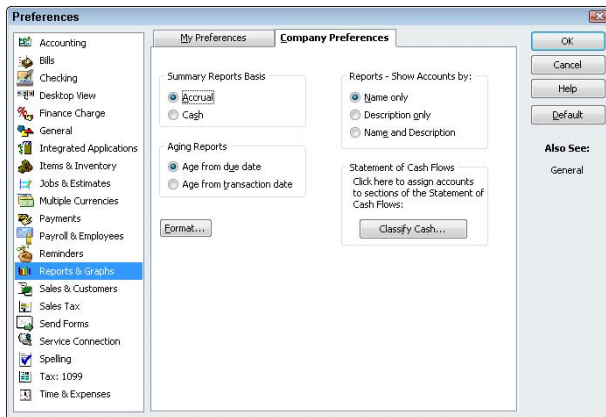 Preferences
Accounting
Bills
Checking
Desktop View
Finance Charge
General
Integrated Applications
Items & Inventory
Jobs & Estimates
Multiple Currencies
Payments
Payroll & Employees
Reminders
Reports & Graphs
Sales & Customers
Sales Tax
Send Forms
Service Connection
Spelling
Tax: 1099
Time & Expenses
My Preferences
Company Preferences
Summary Reports Basis
Accrual
Cash
Aging Reports
Age from due date
Age from transaction date
Format...
Reports - Show Accounts by:
Name only
Description only
Name and Description
Statement of Cash Flows
Click here to assign accounts
to sections of the Statement of
Cash Flows:
Classify Cash...
OK
Cancel
Help
Default
Also See:
General